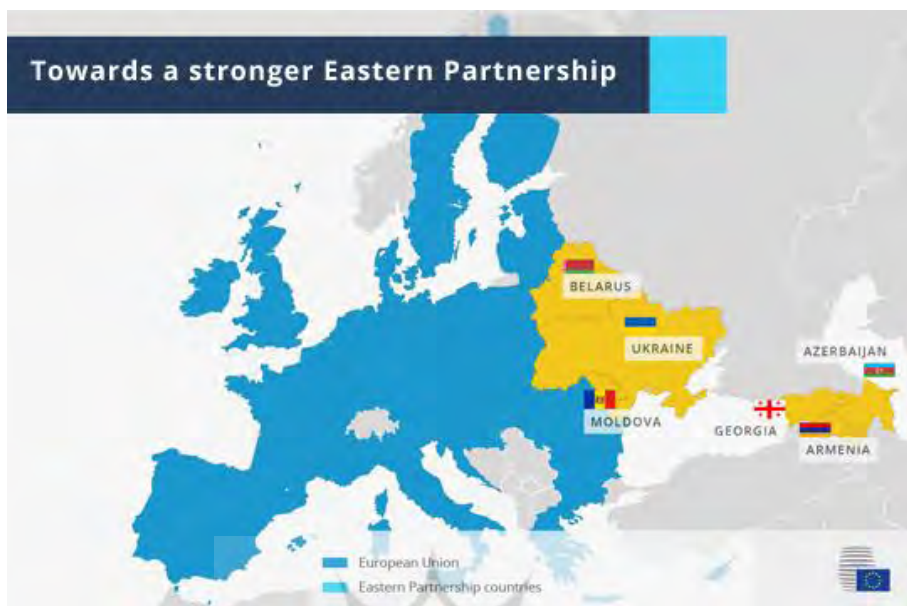 Towards a stronger Eastern Partnership
BELARUS
UKRAINE
AZERBAIJAN
MOLDOVA
GEORGIA
ARMENIA
European Union
Eastern Partnership countries